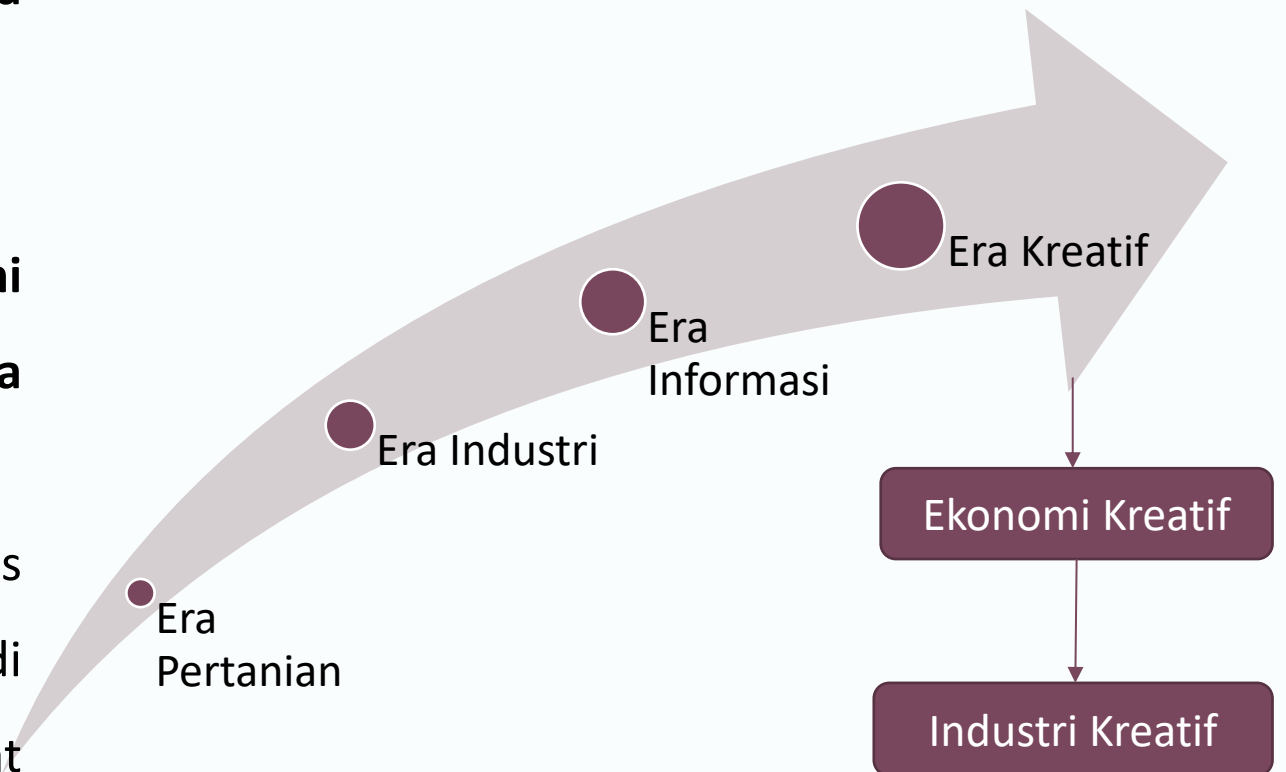 Era Kreatif
Era
Informasi
Era Industri
Ekonomi Kreatif
Era
Pertanian
Industri Kreatif